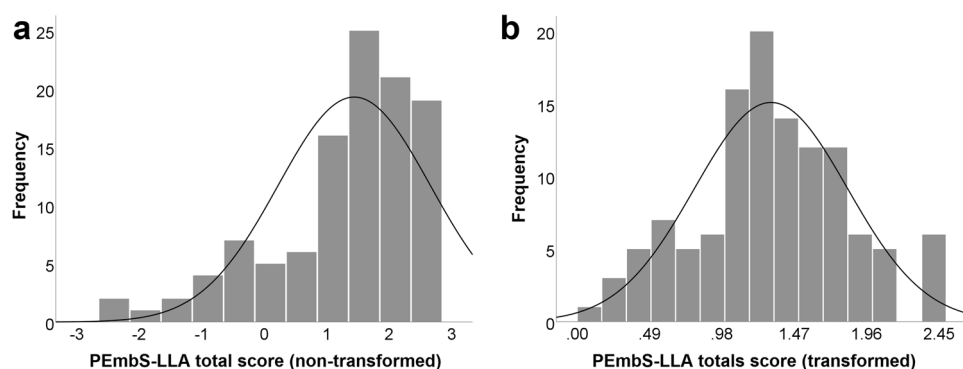 a
25
20
15
10
5
0
Frequency
-3 -2 -1 0 1 2 3
PEmbS-LLA total score (non-transformed)
b
20
15
10
5
0
Frequency
.00 .49 .98 1.47 1.96 2.45
PEmbS-LLA totals score (transformed)